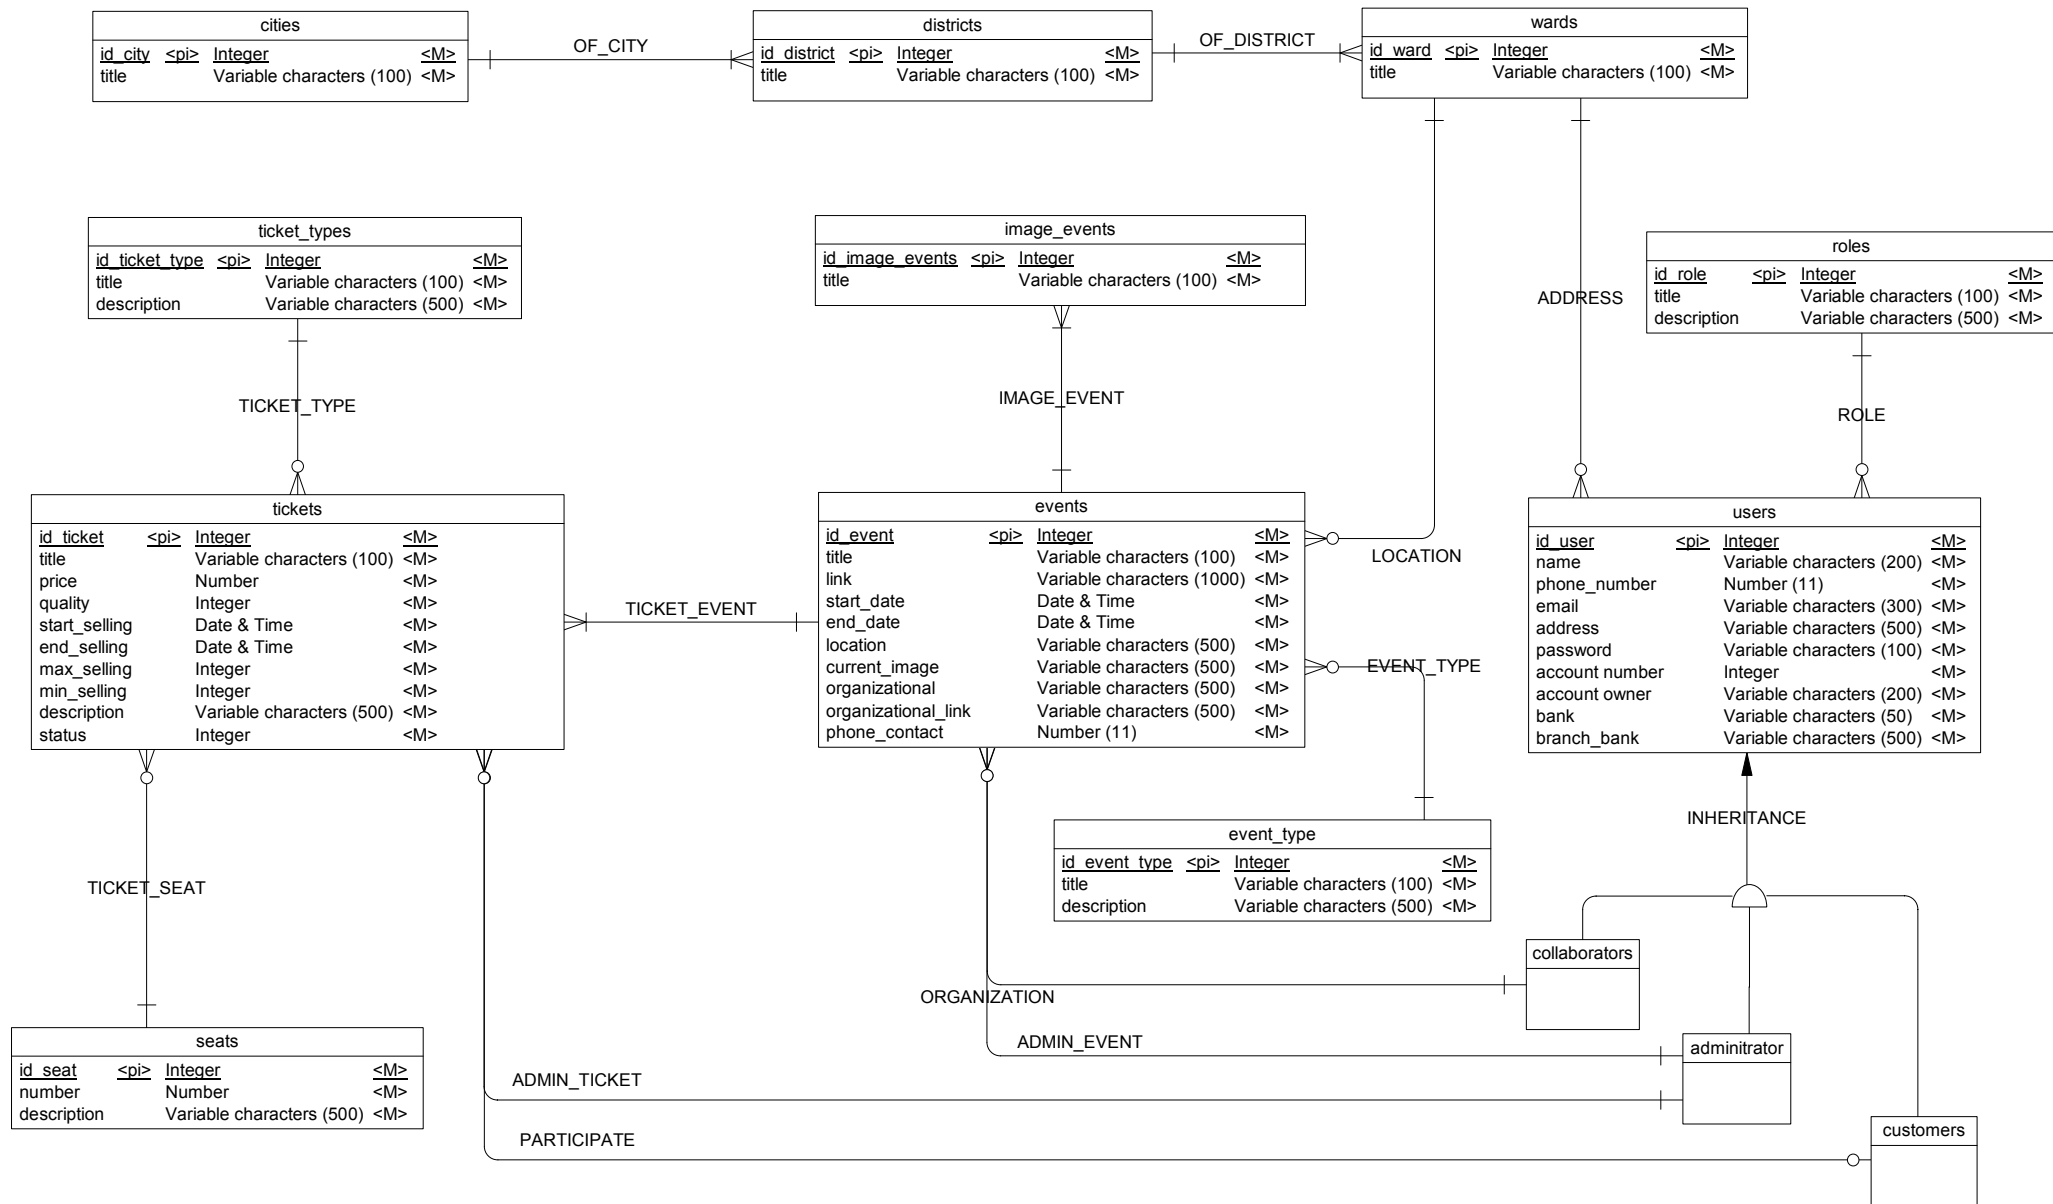 cities
id_city <pi> Integer <M>
title Variable characters (100) <M>
OF_CITY
districts
id_district <pi> Integer <M>
title Variable characters (100) <M>
OF_DISTRICT
wards
id_ward <pi> Integer <M>
title Variable characters (100) <M>
ticket_types
id_ticket_type <pi> Integer <M>
title Variable characters (100) <M>
description Variable characters (500) <M>
image_events
id_image_events <pi> Integer <M>
title Variable characters (100) <M>
ADDRESS
roles
id_role <pi> Integer <M>
title Variable characters (100) <M>
description Variable characters (500) <M>
TICKET_TYPE
IMAGE_EVENT
ROLE
tickets
id_ticket <pi> Integer <M>
title Variable characters (100) <M>
price Number <M>
quality Integer <M>
start_selling Date & Time <M>
end_selling Date & Time <M>
max_selling Integer <M>
min_selling Integer <M>
description Variable characters (500) <M>
status Integer <M>
TICKET_EVENT
events
id_event <pi> Integer <M>
title Variable characters (100) <M>
link Variable characters (1000) <M>
start_date Date & Time <M>
end_date Date & Time <M>
location Variable characters (500) <M>
current_image Variable characters (500) <M>
organizational Variable characters (500) <M>
organizational_link Variable characters (500) <M>
phone_contact Number (11) <M>
LOCATION
EVENT_TYPE
users
id_user <pi> Integer <M>
name Variable characters (200) <M>
phone_number Number (11) <M>
email Variable characters (300) <M>
address Variable characters (500) <M>
password Variable characters (100) <M>
account number Integer <M>
account owner Variable characters (200) <M>
bank Variable characters (50) <M>
branch_bank Variable characters (500) <M>
INHERITANCE
event_type
id_event_type <pi> Integer <M>
title Variable characters (100) <M>
description Variable characters (500) <M>
TICKET_SEAT
collaborators
ORGANIZATION
seats
id_seat <pi> Integer <M>
number Number <M>
description Variable characters (500) <M>
ADMIN_EVENT
adminitrator
ADMIN_TICKET
PARTICIPATE
customers